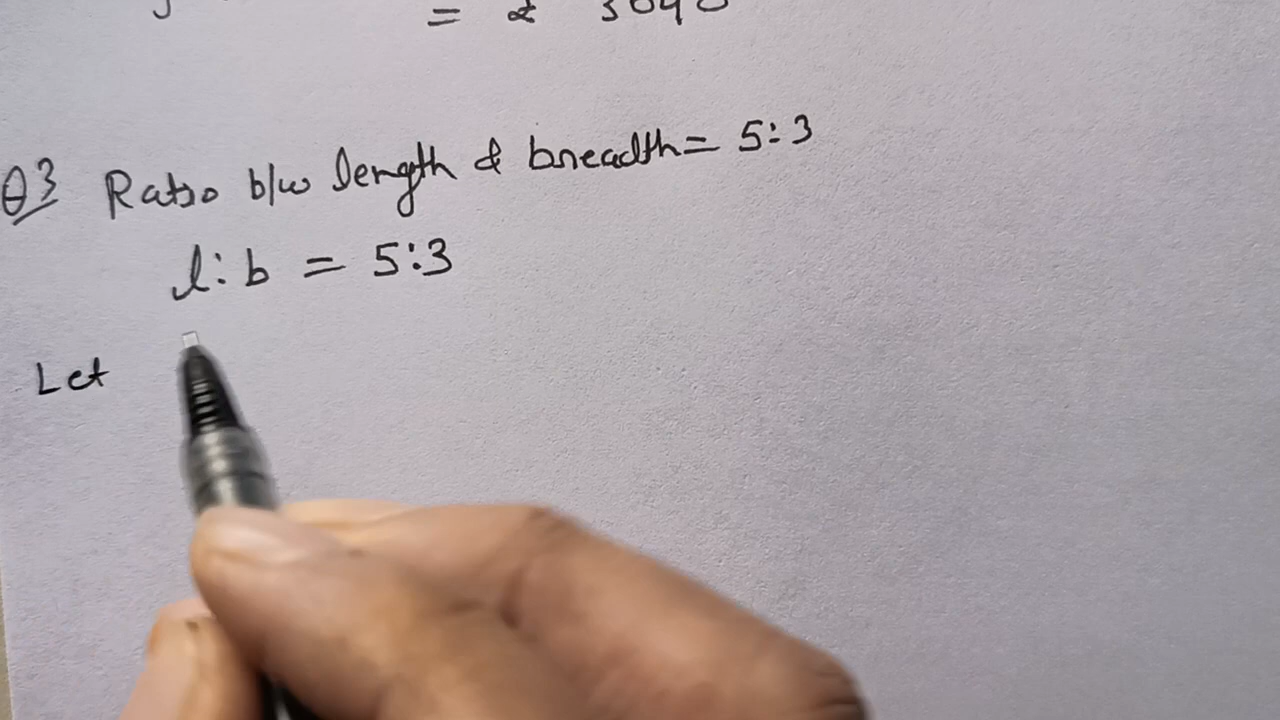 =
Q3 Ratio b/w length & breadth = 5:3
l:b = 5:3
Let